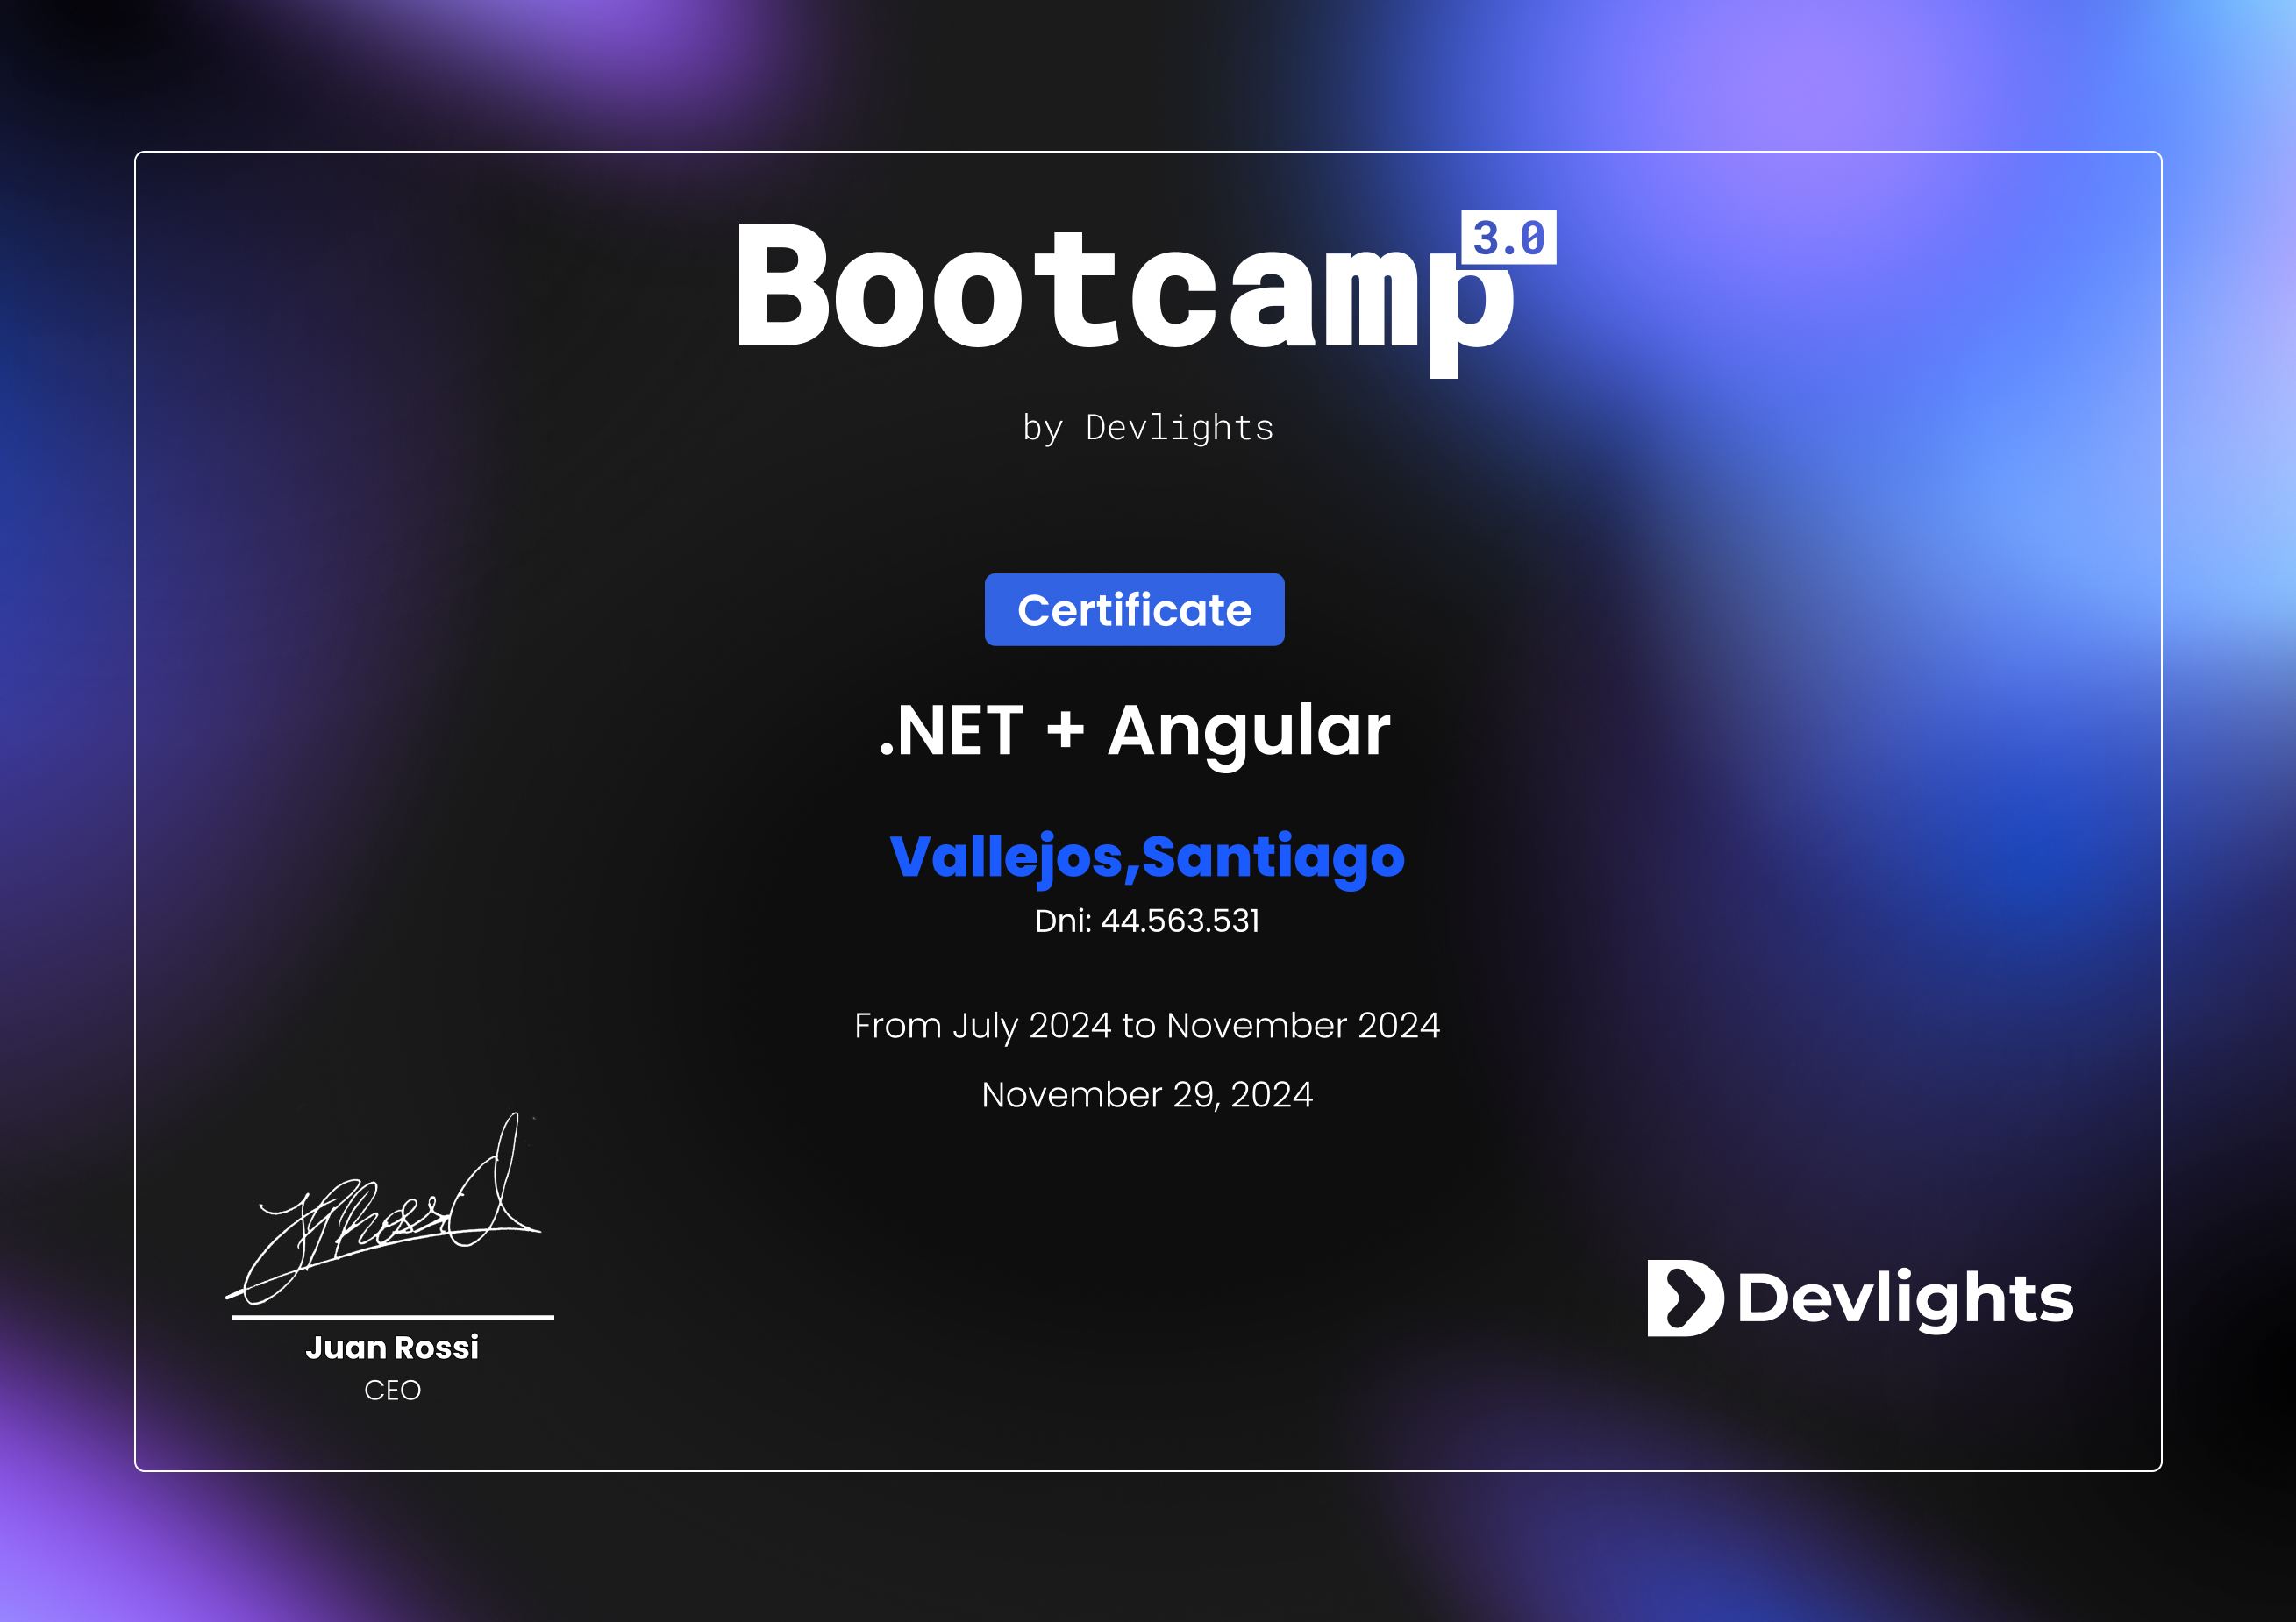 Bootcamp 3.0
by Devlights
Certificate
.NET + Angular
Vallejos,Santiago
Dni: 44.563.531
From July 2024 to November 2024
November 29, 2024
Juan Rossi
CEO
Devlights